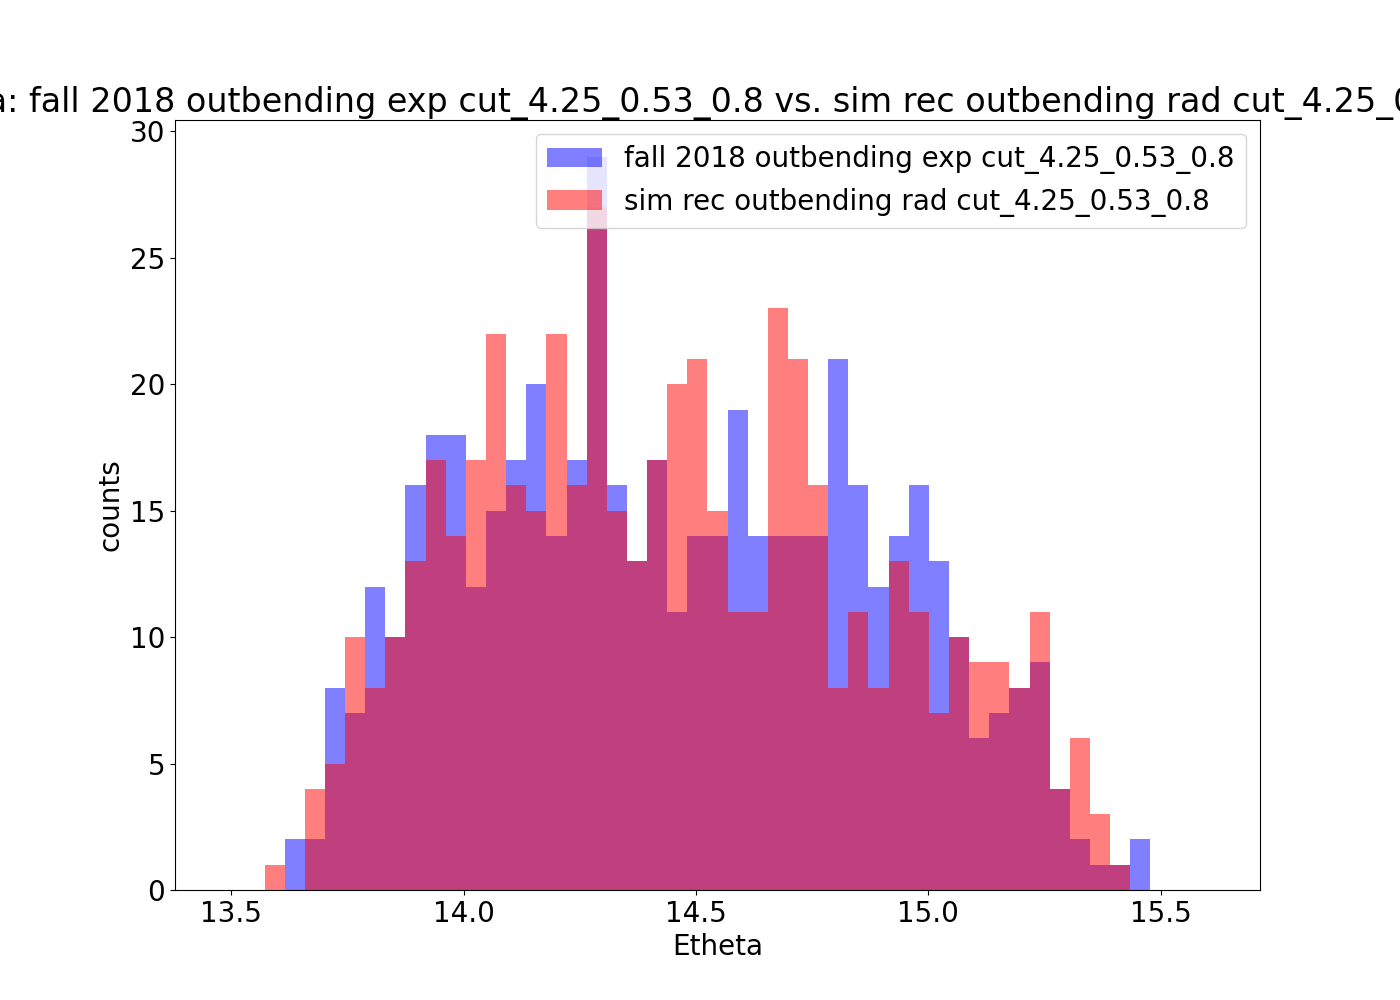 a: fall 2018 outbending exp cut_4.25_0.53_0.8 vs. sim rec outbending rad cut_4.25_0
fall 2018 outbending exp cut_4.25_0.53_0.8
sim rec outbending rad cut_4.25_0.53_0.8
30
25
20
15
10
5
0
counts
13.5 14.0 14.5 15.0 15.5
Etheta